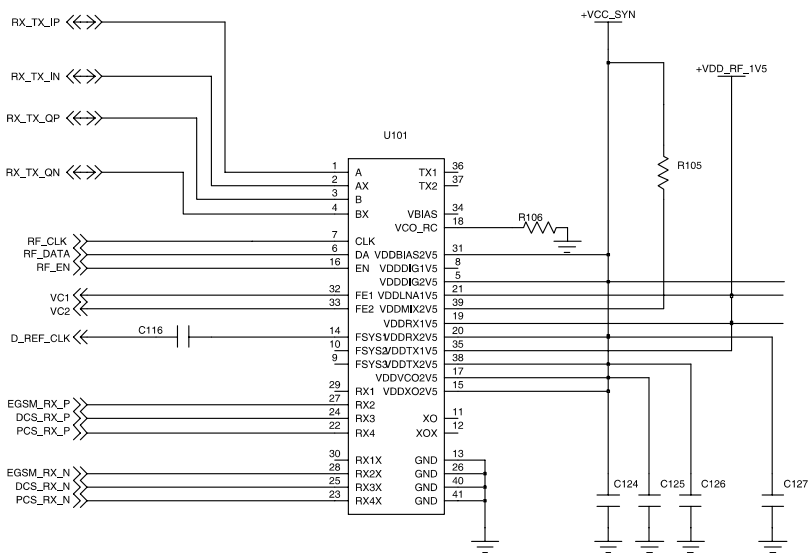 RX_TX_IP
RX_TX_IN
RX_TX_QP
RX_TX_QN
RF_CLK
RF_DATA
RF_EN
VC1
VC2
D_REF_CLK
C116
EGSM_RX_P
DCS_RX_P
PCS_RX_P
EGSM_RX_N
DCS_RX_N
PCS_RX_N
U101
1 A TX1 36
2 AX TX2 37
3 B
4 BX VBIAS 34
VCO_RC 18
7 CLK
6 DA VDDBIAS2V5 31
16 EN VDDDIG1V5 8
VDDDIG2V5 5
32 FE1 VDDLNA1V5 21
33 FE2 VDDMIX2V5 39
VDDRX1V5 19
14 FSYS1 VDDRX2V5 20
10 FSYS2 VDDTX1V5 35
9 FSYS3 VDDTX2V5 38
VDDVCO2V5 17
29 RX1 VDDXO2V5 15
27 RX2
24 RX3 XO 11
22 RX4 XOX 12
30 RX1X GND 13
28 RX2X GND 26
25 RX3X GND 40
23 RX4X GND 41
R106
+VCC_SYN
+VDD_RF_1V5
R105
C124
C125
C126
C127